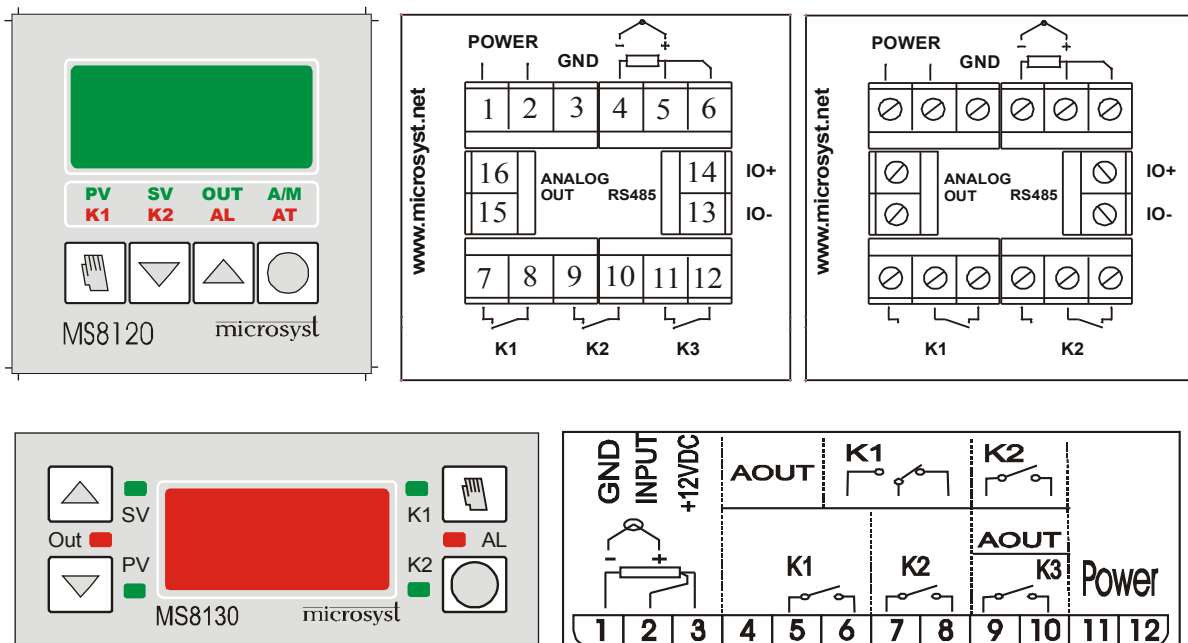 PV SV OUT A/M
K1 K2 AL AT
MS8120 microsyst
www.microsyst.net
POWER
GND
- +
1 2 3 4 5 6
16 ANALOG OUT RS485 14 IO+
15 13 IO-
7 8 9 10 11 12
K1 K2 K3
www.microsyst.net
POWER
GND
- +
ANALOG OUT RS485 IO+
IO-
K1 K2
SV K1
Out AL
PV K2
MS8130 microsyst
GND
INPUT
+12VDC
AOUT K1 K2
AOUT
- +
K1 K2 K3
Power
1 2 3 4 5 6 7 8 9 10 11 12